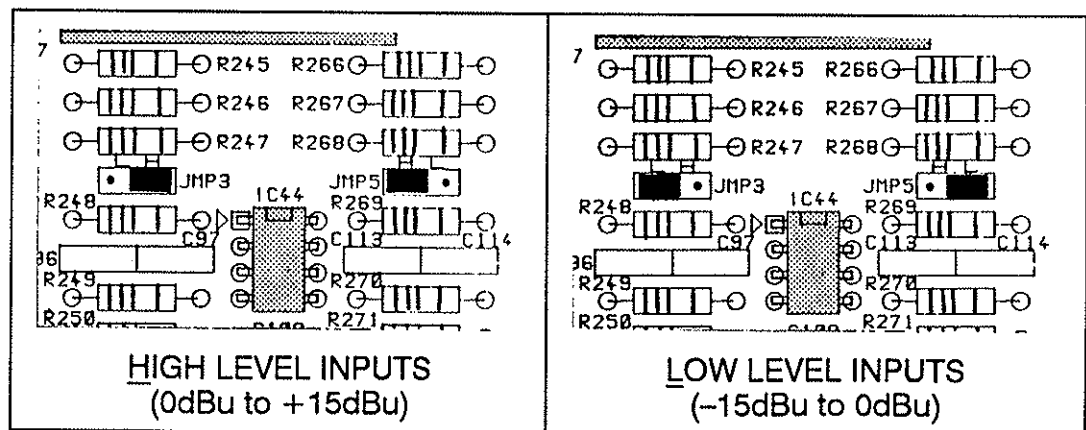 7
R245 R266
R246 R267
R247 R268
JMP3 JMP5
IC44
R248 R269
C97 C113 C114
R249 R270
R250 R271
HIGH LEVEL INPUTS
(0dBu to +15dBu)
7
R245 R266
R246 R267
R247 R268
JMP3 JMP5
IC44
R248 R269
C97 C113 C114
R249 R270
R250 R271
LOW LEVEL INPUTS
(–15dBu to 0dBu)